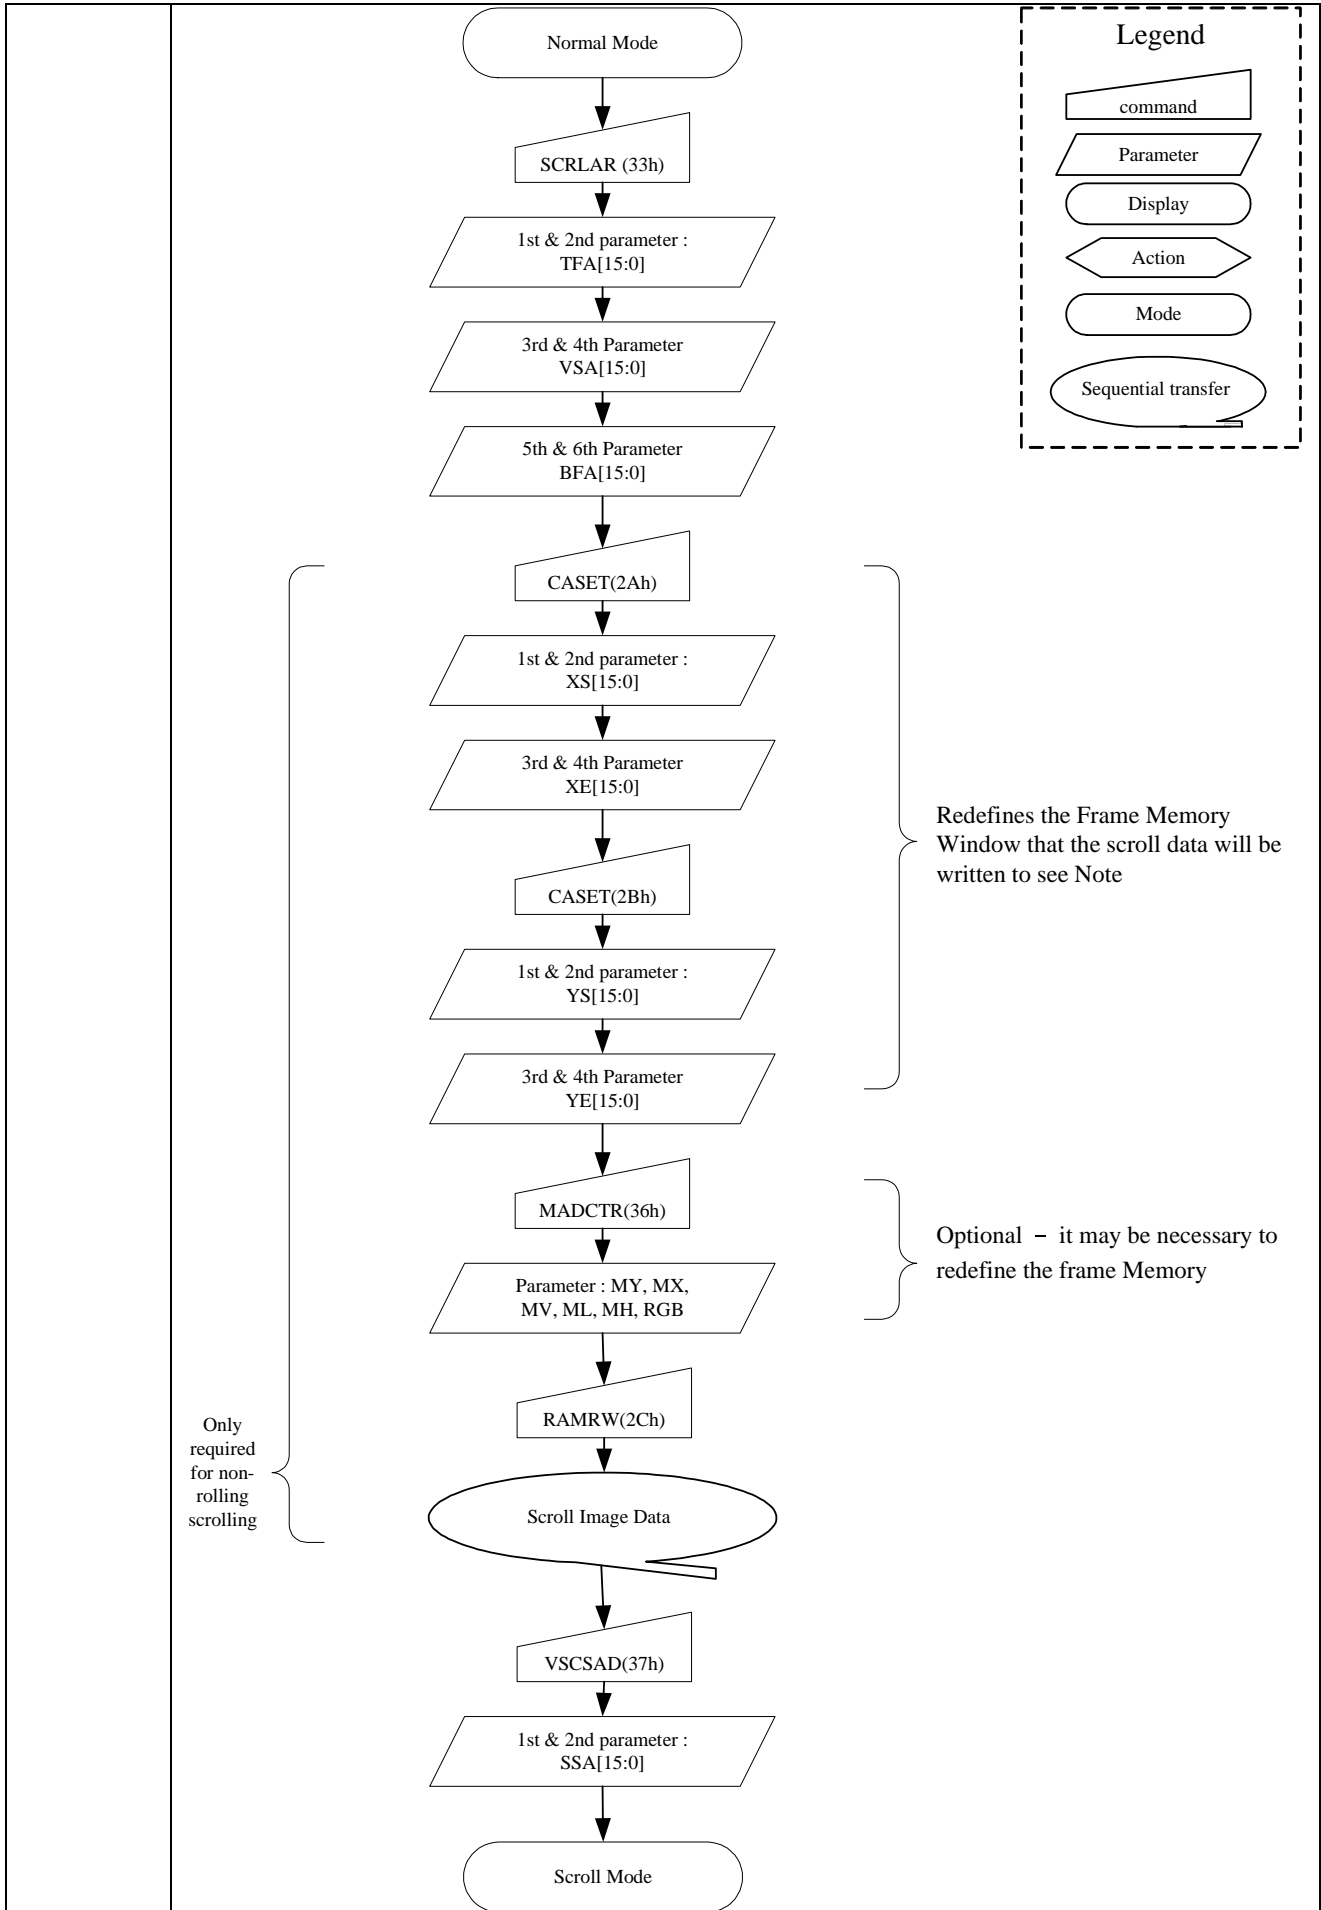 Normal Mode
SCRLAR (33h)
1st & 2nd parameter :
TFA[15:0]
3rd & 4th Parameter
VSA[15:0]
5th & 6th Parameter
BFA[15:0]
CASET(2Ah)
1st & 2nd parameter :
XS[15:0]
3rd & 4th Parameter
XE[15:0]
CASET(2Bh)
1st & 2nd parameter :
YS[15:0]
3rd & 4th Parameter
YE[15:0]
Redefines the Frame Memory
Window that the scroll data will be
written to see Note
MADCTR(36h)
Parameter : MY, MX,
MV, ML, MH, RGB
Optional – it may be necessary to
redefine the frame Memory
RAMRW(2Ch)
Scroll Image Data
Only
required
for non-
rolling
scrolling
VSCSAD(37h)
1st & 2nd parameter :
SSA[15:0]
Scroll Mode
Legend
command
Parameter
Display
Action
Mode
Sequential transfer